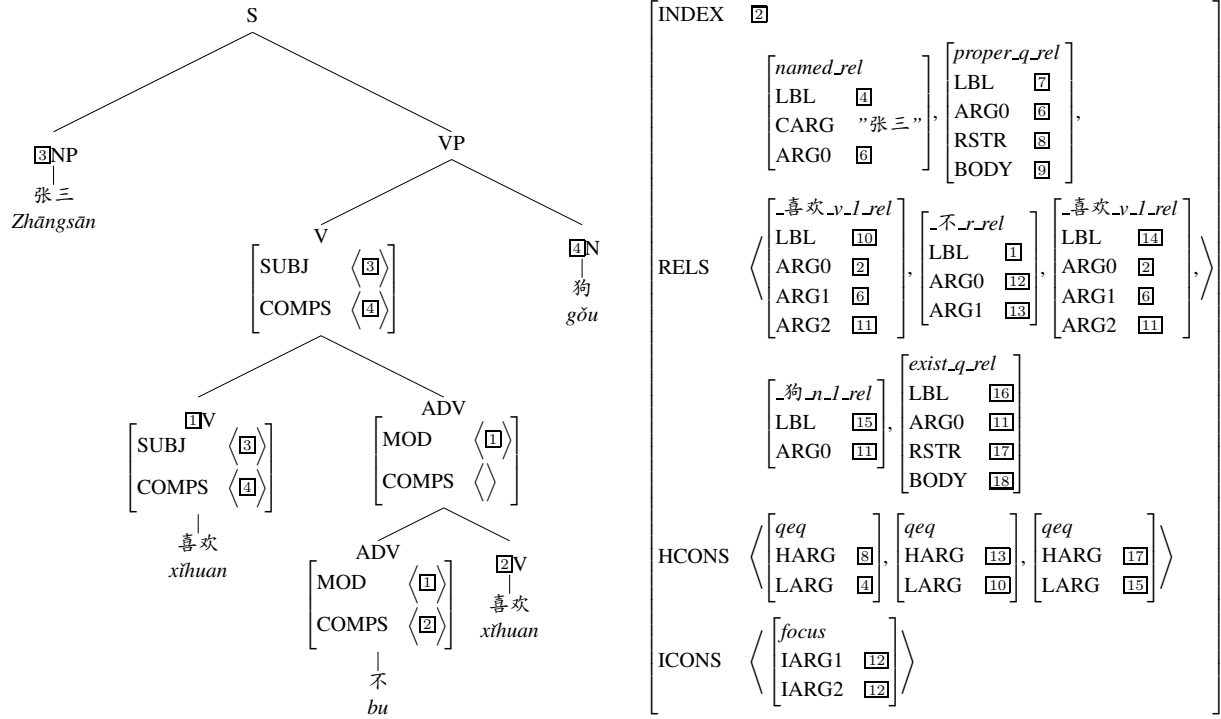 S
3NP
张三
Zhāngsān
VP
V
SUBJ ⟨3⟩
COMPS ⟨4⟩
4N
狗
gǒu
1V
SUBJ ⟨3⟩
COMPS ⟨4⟩
喜欢
xǐhuan
ADV
MOD ⟨1⟩
COMPS ⟨⟩
ADV
MOD ⟨1⟩
COMPS ⟨2⟩
不
bu
2V
喜欢
xǐhuan
INDEX 2
named_rel
LBL 4
CARG ”张三”
ARG0 6
,
proper_q_rel
LBL 7
ARG0 6
RSTR 8
BODY 9
,
RELS
_喜欢_v_1_rel
LBL 10
ARG0 2
ARG1 6
ARG2 11
,
_不_r_rel
LBL 1
ARG0 12
ARG1 13
,
_喜欢_v_1_rel
LBL 14
ARG0 2
ARG1 6
ARG2 11
,
_狗_n_1_rel
LBL 15
ARG0 11
,
exist_q_rel
LBL 16
ARG0 11
RSTR 17
BODY 18
HCONS
qeq
HARG 8
LARG 4
,
qeq
HARG 13
LARG 10
,
qeq
HARG 17
LARG 15
ICONS
focus
IARG1 12
IARG2 12